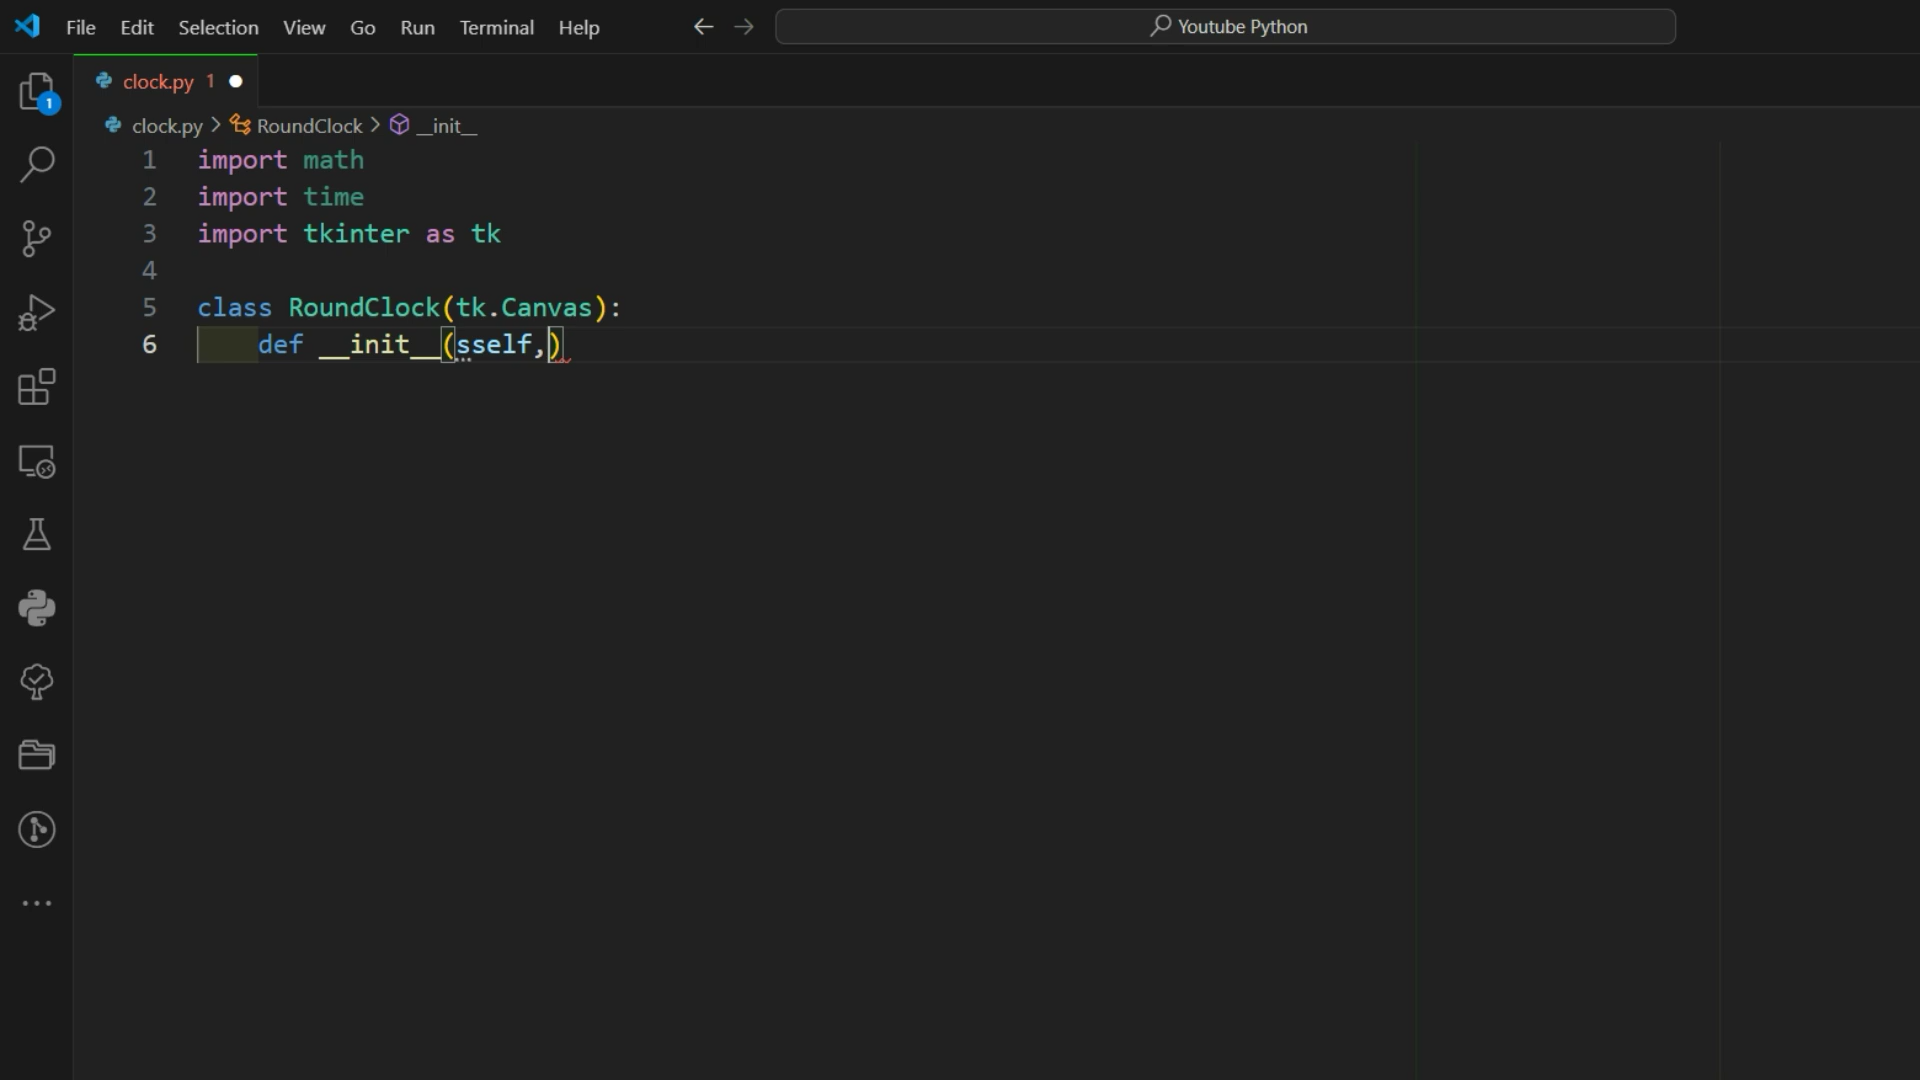 File Edit Selection View Go Run Terminal Help Youtube Python
clock.py 1
clock.py > RoundClock > __init__
1 import math
2 import time
3 import tkinter as tk
4
5 class RoundClock(tk.Canvas):
6 def __init__(sself,)
1